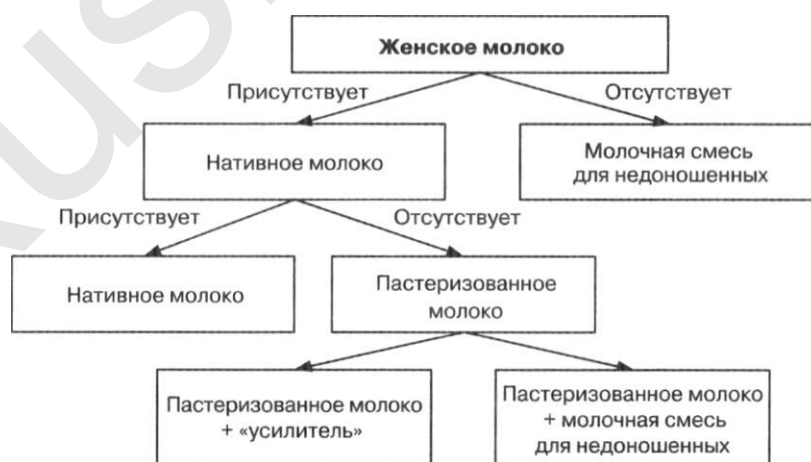 Женское молоко
Присутствует
Отсутствует
Нативное молоко
Молочная смесь
для недоношенных
Присутствует
Отсутствует
Нативное молоко
Пастеризованное
молоко
Пастеризованное молоко
+ «усилитель»
Пастеризованное молоко
+ молочная смесь
для недоношенных